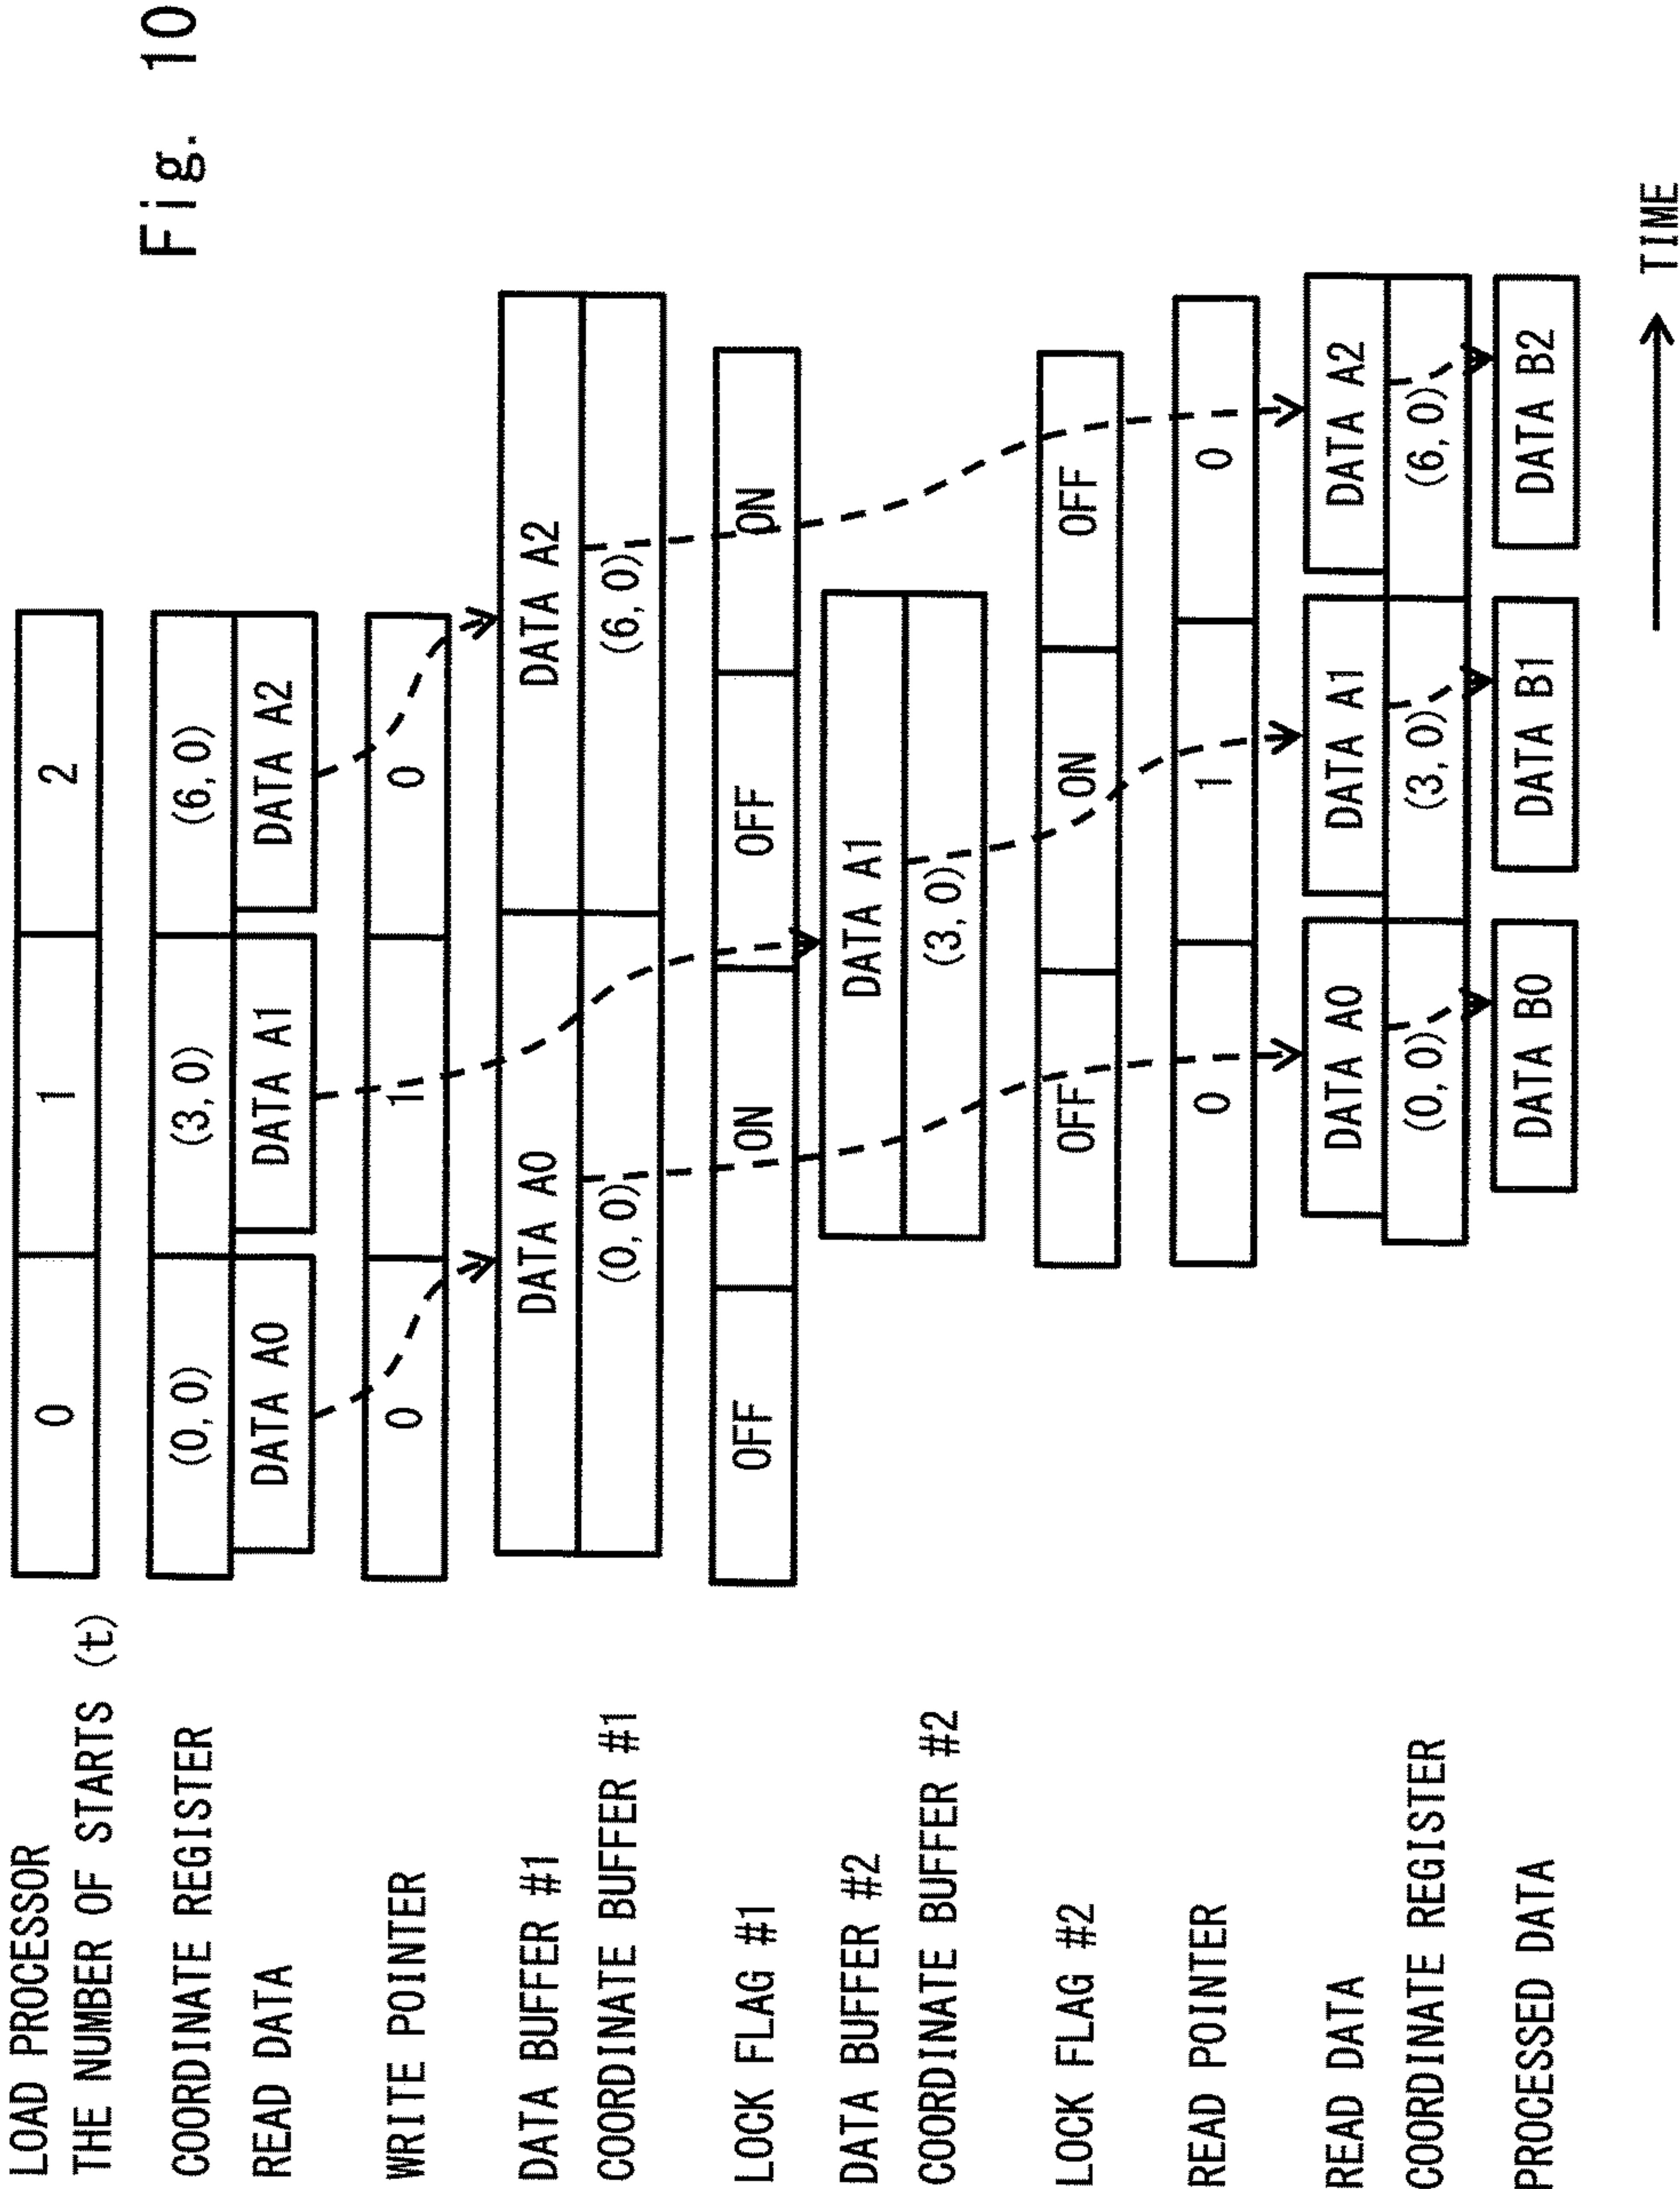 Fig. 10
LOAD PROCESSOR
THE NUMBER OF STARTS (t) 0 1 2
COORDINATE REGISTER (0,0) (3,0) (6,0)
READ DATA DATA A0 DATA A1 DATA A2
WRITE POINTER 0 1 0
DATA BUFFER #1 DATA A0 DATA A2
COORDINATE BUFFER #1 (0,0) (6,0)
LOCK FLAG #1 OFF ON OFF ON
DATA BUFFER #2 DATA A1
COORDINATE BUFFER #2 (3,0)
LOCK FLAG #2 OFF ON OFF
READ POINTER 0 1 0
READ DATA DATA A0 DATA A1 DATA A2
COORDINATE REGISTER (0,0) (3,0) (6,0)
PROCESSED DATA DATA B0 DATA B1 DATA B2
TIME